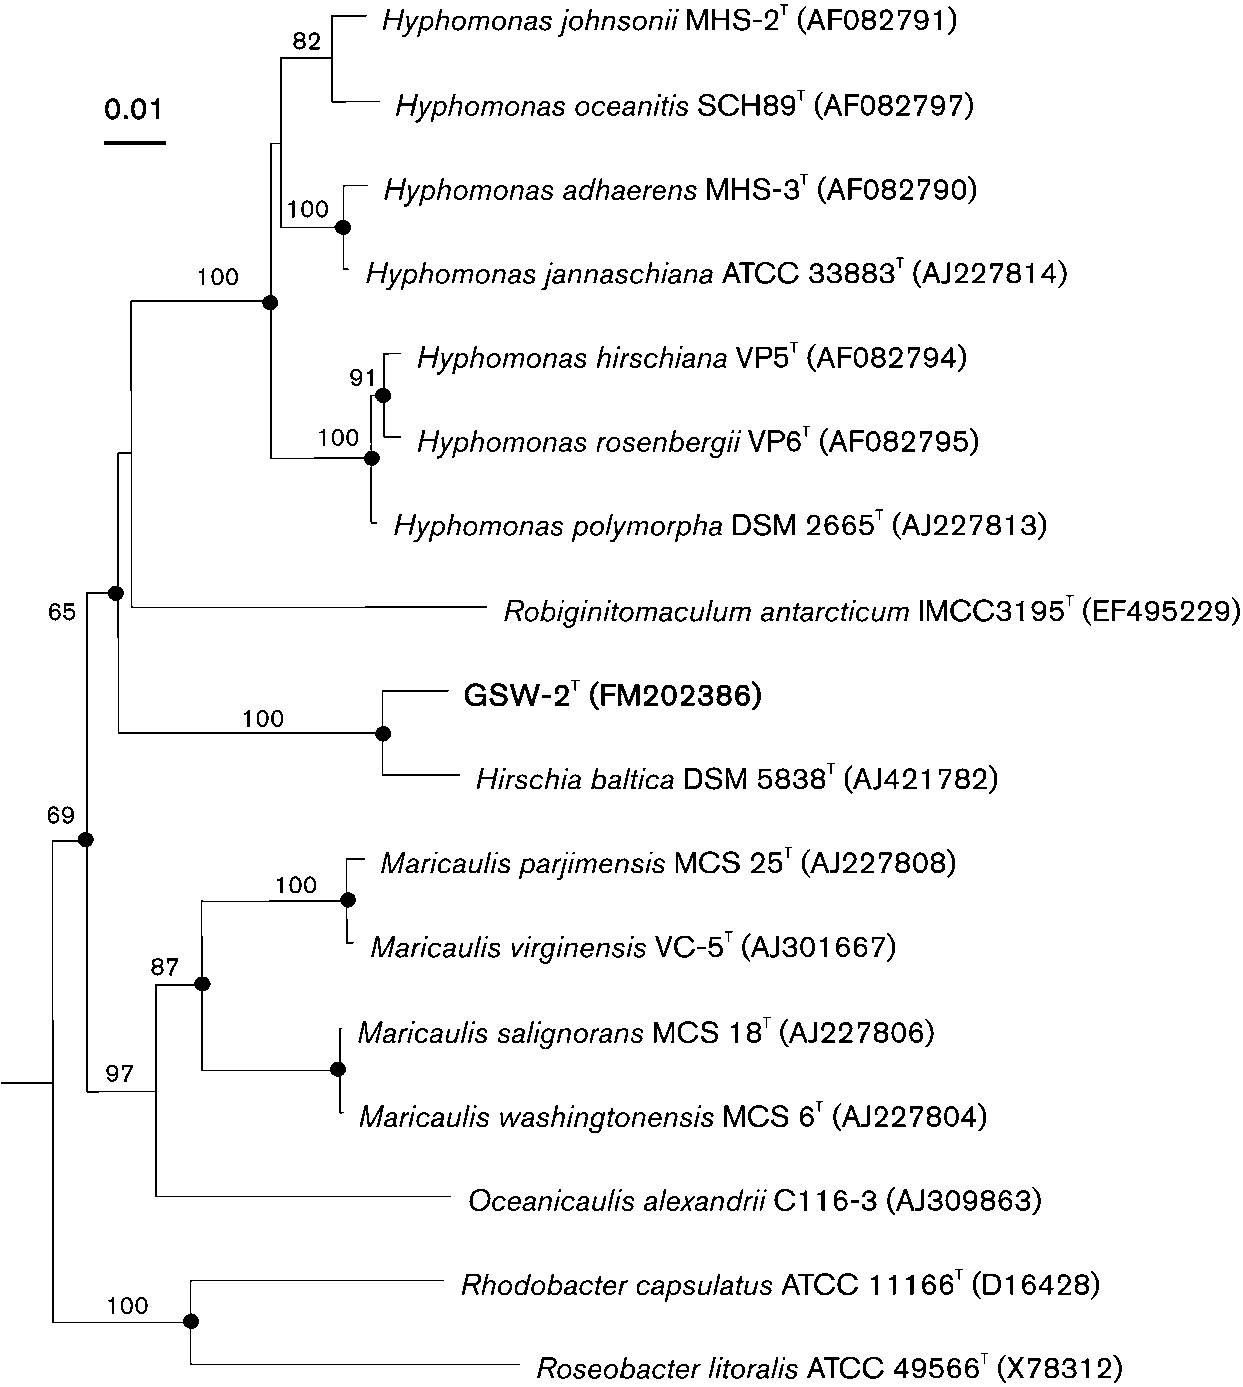 Hyphomonas johnsonii MHS-2T (AF082791)
82
0.01
Hyphomonas oceanitis SCH89T (AF082797)
Hyphomonas adhaerens MHS-3T (AF082790)
100
Hyphomonas jannaschiana ATCC 33883T (AJ227814)
100
Hyphomonas hirschiana VP5T (AF082794)
91
100
Hyphomonas rosenbergii VP6T (AF082795)
Hyphomonas polymorpha DSM 2665T (AJ227813)
65
Robiginitomaculum antarcticum IMCC3195T (EF495229)
GSW-2T (FM202386)
100
Hirschia baltica DSM 5838T (AJ421782)
69
Maricaulis parjimensis MCS 25T (AJ227808)
100
Maricaulis virginensis VC-5T (AJ301667)
87
Maricaulis salignorans MCS 18T (AJ227806)
97
Maricaulis washingtonensis MCS 6T (AJ227804)
Oceanicaulis alexandrii C116-3 (AJ309863)
Rhodobacter capsulatus ATCC 11166T (D16428)
100
Roseobacter litoralis ATCC 49566T (X78312)